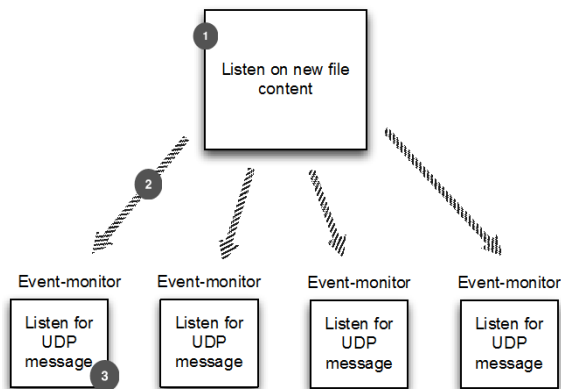 1
Listen on new file
content
2
Event-monitor Event-monitor Event-monitor Event-monitor
Listen for Listen for Listen for Listen for
UDP UDP UDP UDP
message message message message
3